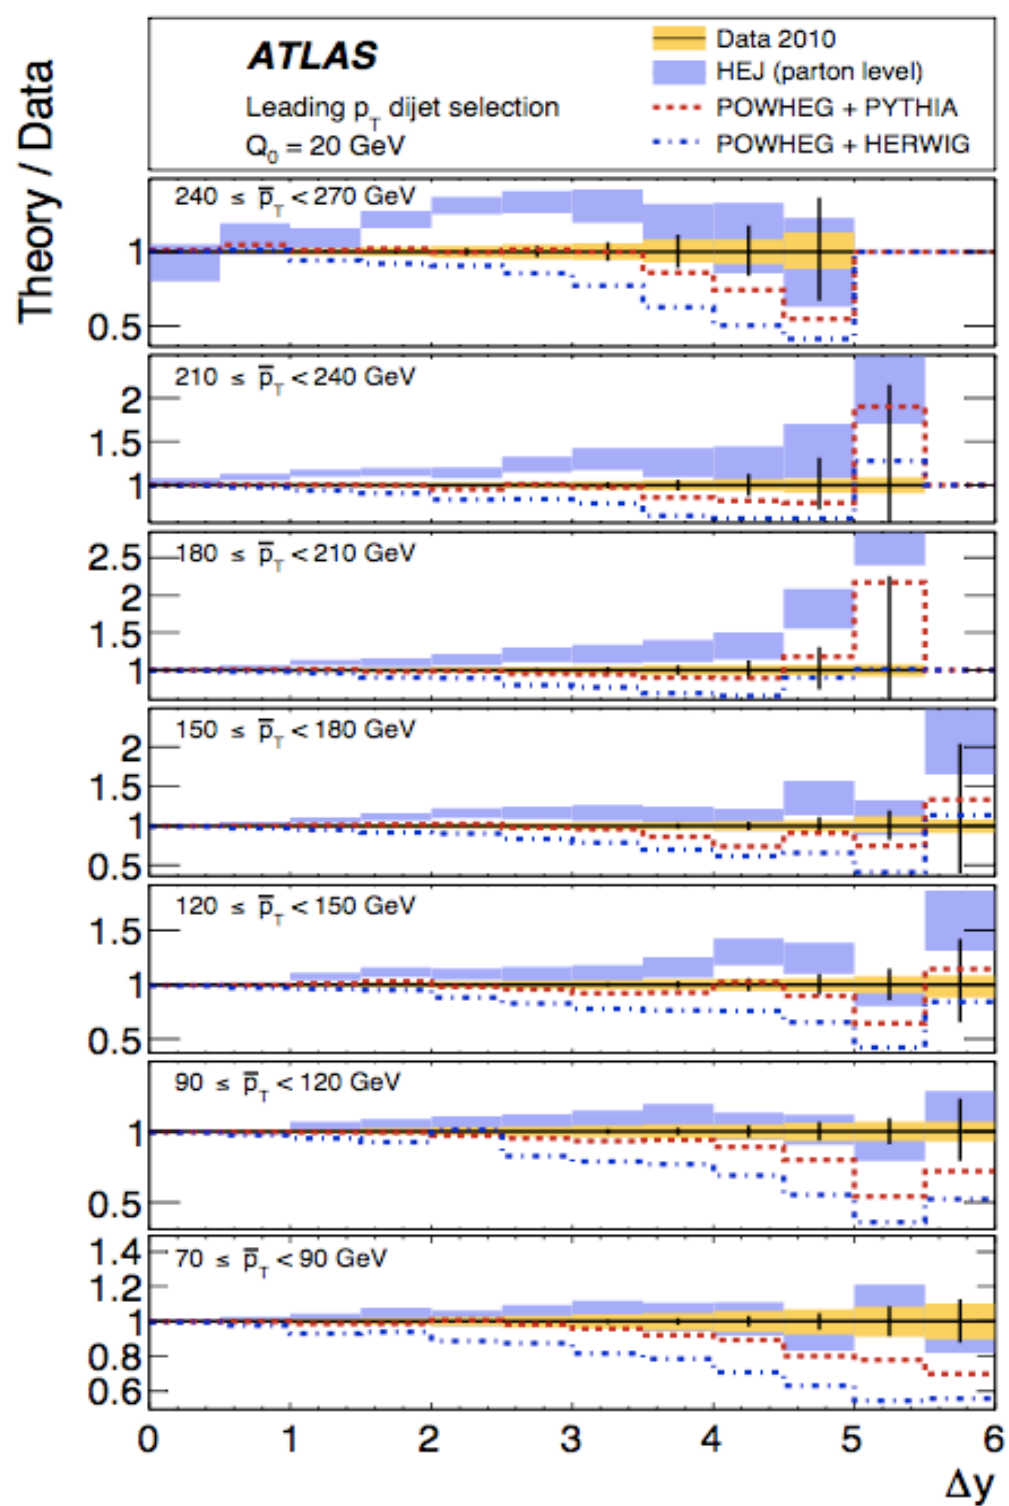 Theory / Data
ATLAS
Leading p_T dijet selection
Q_0 = 20 GeV
Data 2010
HEJ (parton level)
POWHEG + PYTHIA
POWHEG + HERWIG
240 ≤ p̅_T < 270 GeV
1
0.5
210 ≤ p̅_T < 240 GeV
2
1.5
1
180 ≤ p̅_T < 210 GeV
2.5
2
1.5
1
150 ≤ p̅_T < 180 GeV
2
1.5
1
0.5
120 ≤ p̅_T < 150 GeV
1.5
1
0.5
90 ≤ p̅_T < 120 GeV
1
0.5
70 ≤ p̅_T < 90 GeV
1.4
1.2
1
0.8
0.6
0 1 2 3 4 5 6
Δy